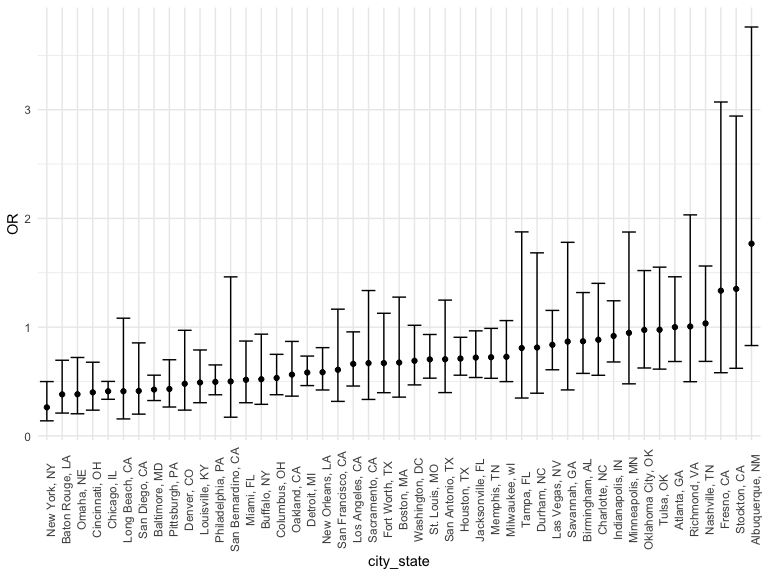 3
2
1
0
OR
New York, NY
Baton Rouge, LA
Omaha, NE
Cincinnati, OH
Chicago, IL
Long Beach, CA
San Diego, CA
Baltimore, MD
Pittsburgh, PA
Denver, CO
Louisville, KY
Philadelphia, PA
San Bernardino, CA
Miami, FL
Buffalo, NY
Columbus, OH
Oakland, CA
Detroit, MI
New Orleans, LA
San Francisco, CA
Los Angeles, CA
Sacramento, CA
Fort Worth, TX
Boston, MA
Washington, DC
St. Louis, MO
San Antonio, TX
Houston, TX
Jacksonville, FL
Memphis, TN
Milwaukee, wI
Tampa, FL
Durham, NC
Las Vegas, NV
Savannah, GA
Birmingham, AL
Charlotte, NC
Indianapolis, IN
Minneapolis, MN
Oklahoma City, OK
Tulsa, OK
Atlanta, GA
Richmond, VA
Nashville, TN
Fresno, CA
Stockton, CA
Albuquerque, NM
city_state